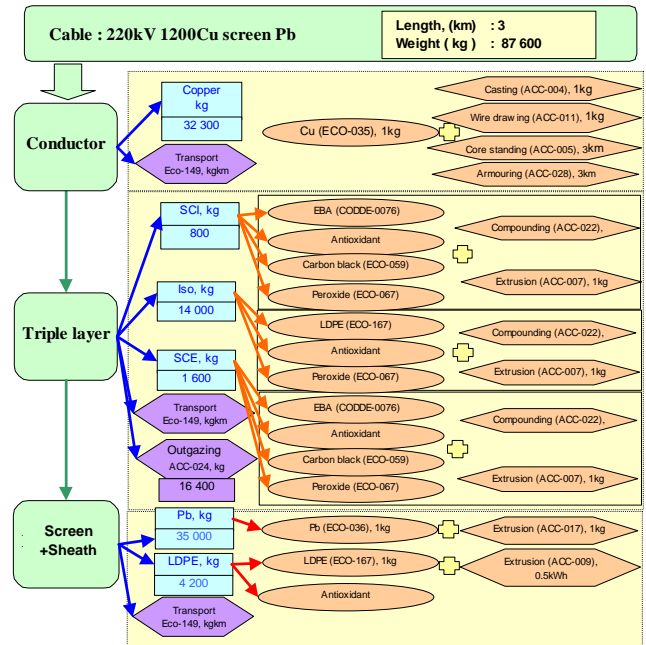 Cable : 220kV 1200Cu screen Pb
Length, (km) : 3
Weight ( kg ) : 87 600
Conductor
Copper
kg
32 300
Transport
Eco-149, kgkm
Cu (ECO-035), 1kg
Casting (ACC-004), 1kg
Wire drawing (ACC-011), 1kg
Core standing (ACC-005), 3km
Armouring (ACC-028), 3km
Triple layer
SCI, kg
800
EBA (CODDE-0076)
Antioxidant
Carbon black (ECO-059)
Peroxide (ECO-067)
Compounding (ACC-022),
Extrusion (ACC-007), 1kg
Iso, kg
14 000
LDPE (ECO-167)
Antioxidant
Peroxide (ECO-067)
Compounding (ACC-022),
Extrusion (ACC-007), 1kg
SCE, kg
1 600
EBA (CODDE-0076)
Antioxidant
Carbon black (ECO-059)
Peroxide (ECO-067)
Compounding (ACC-022),
Extrusion (ACC-007), 1kg
Transport
Eco-149, kgkm
Outgazing
ACC-024, kg
16 400
Screen
+Sheath
Pb, kg
35 000
Pb (ECO-036), 1kg
Extrusion (ACC-017), 1kg
LDPE, kg
4 200
LDPE (ECO-167), 1kg
Extrusion (ACC-009),
0.5kWh
Antioxidant
Transport
Eco-149, kgkm